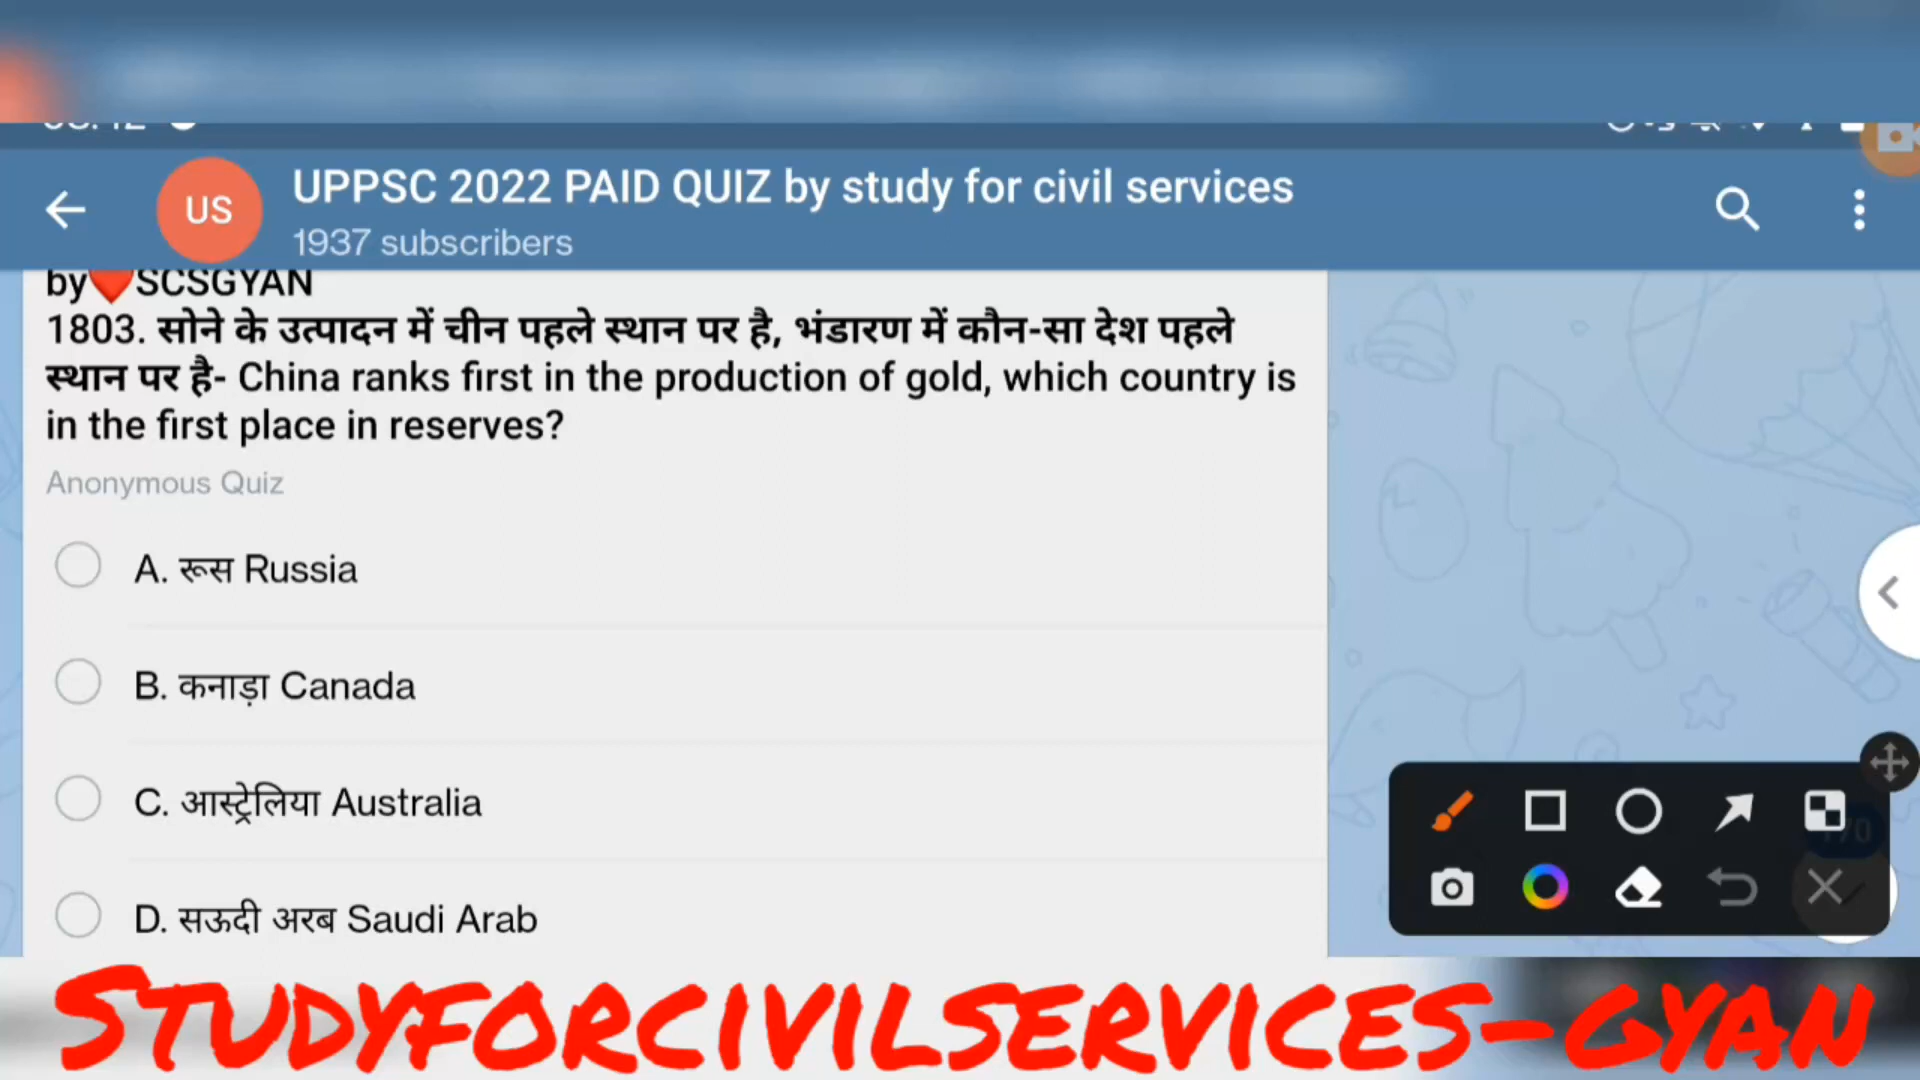 UPPSC 2022 PAID QUIZ by study for civil services
US
1937 subscribers
by❤️SCSGYAN
1803. सोने के उत्पादन में चीन पहले स्थान पर है, भंडारण में कौन-सा देश पहले
स्थान पर है- China ranks first in the production of gold, which country is
in the first place in reserves?
Anonymous Quiz
A. रूस Russia
B. कनाड़ा Canada
C. आस्ट्रेलिया Australia
D. सऊदी अरब Saudi Arab
STUDYFORCIVILSERVICES-GYAN